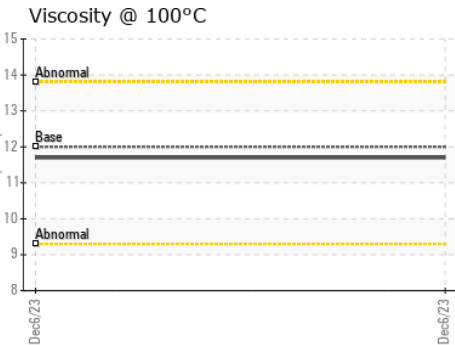 Viscosity @ 100°C
15
Abnormal
14
13
Base
12
11
10
Abnormal
9
8
Dec6/23
Dec6/23